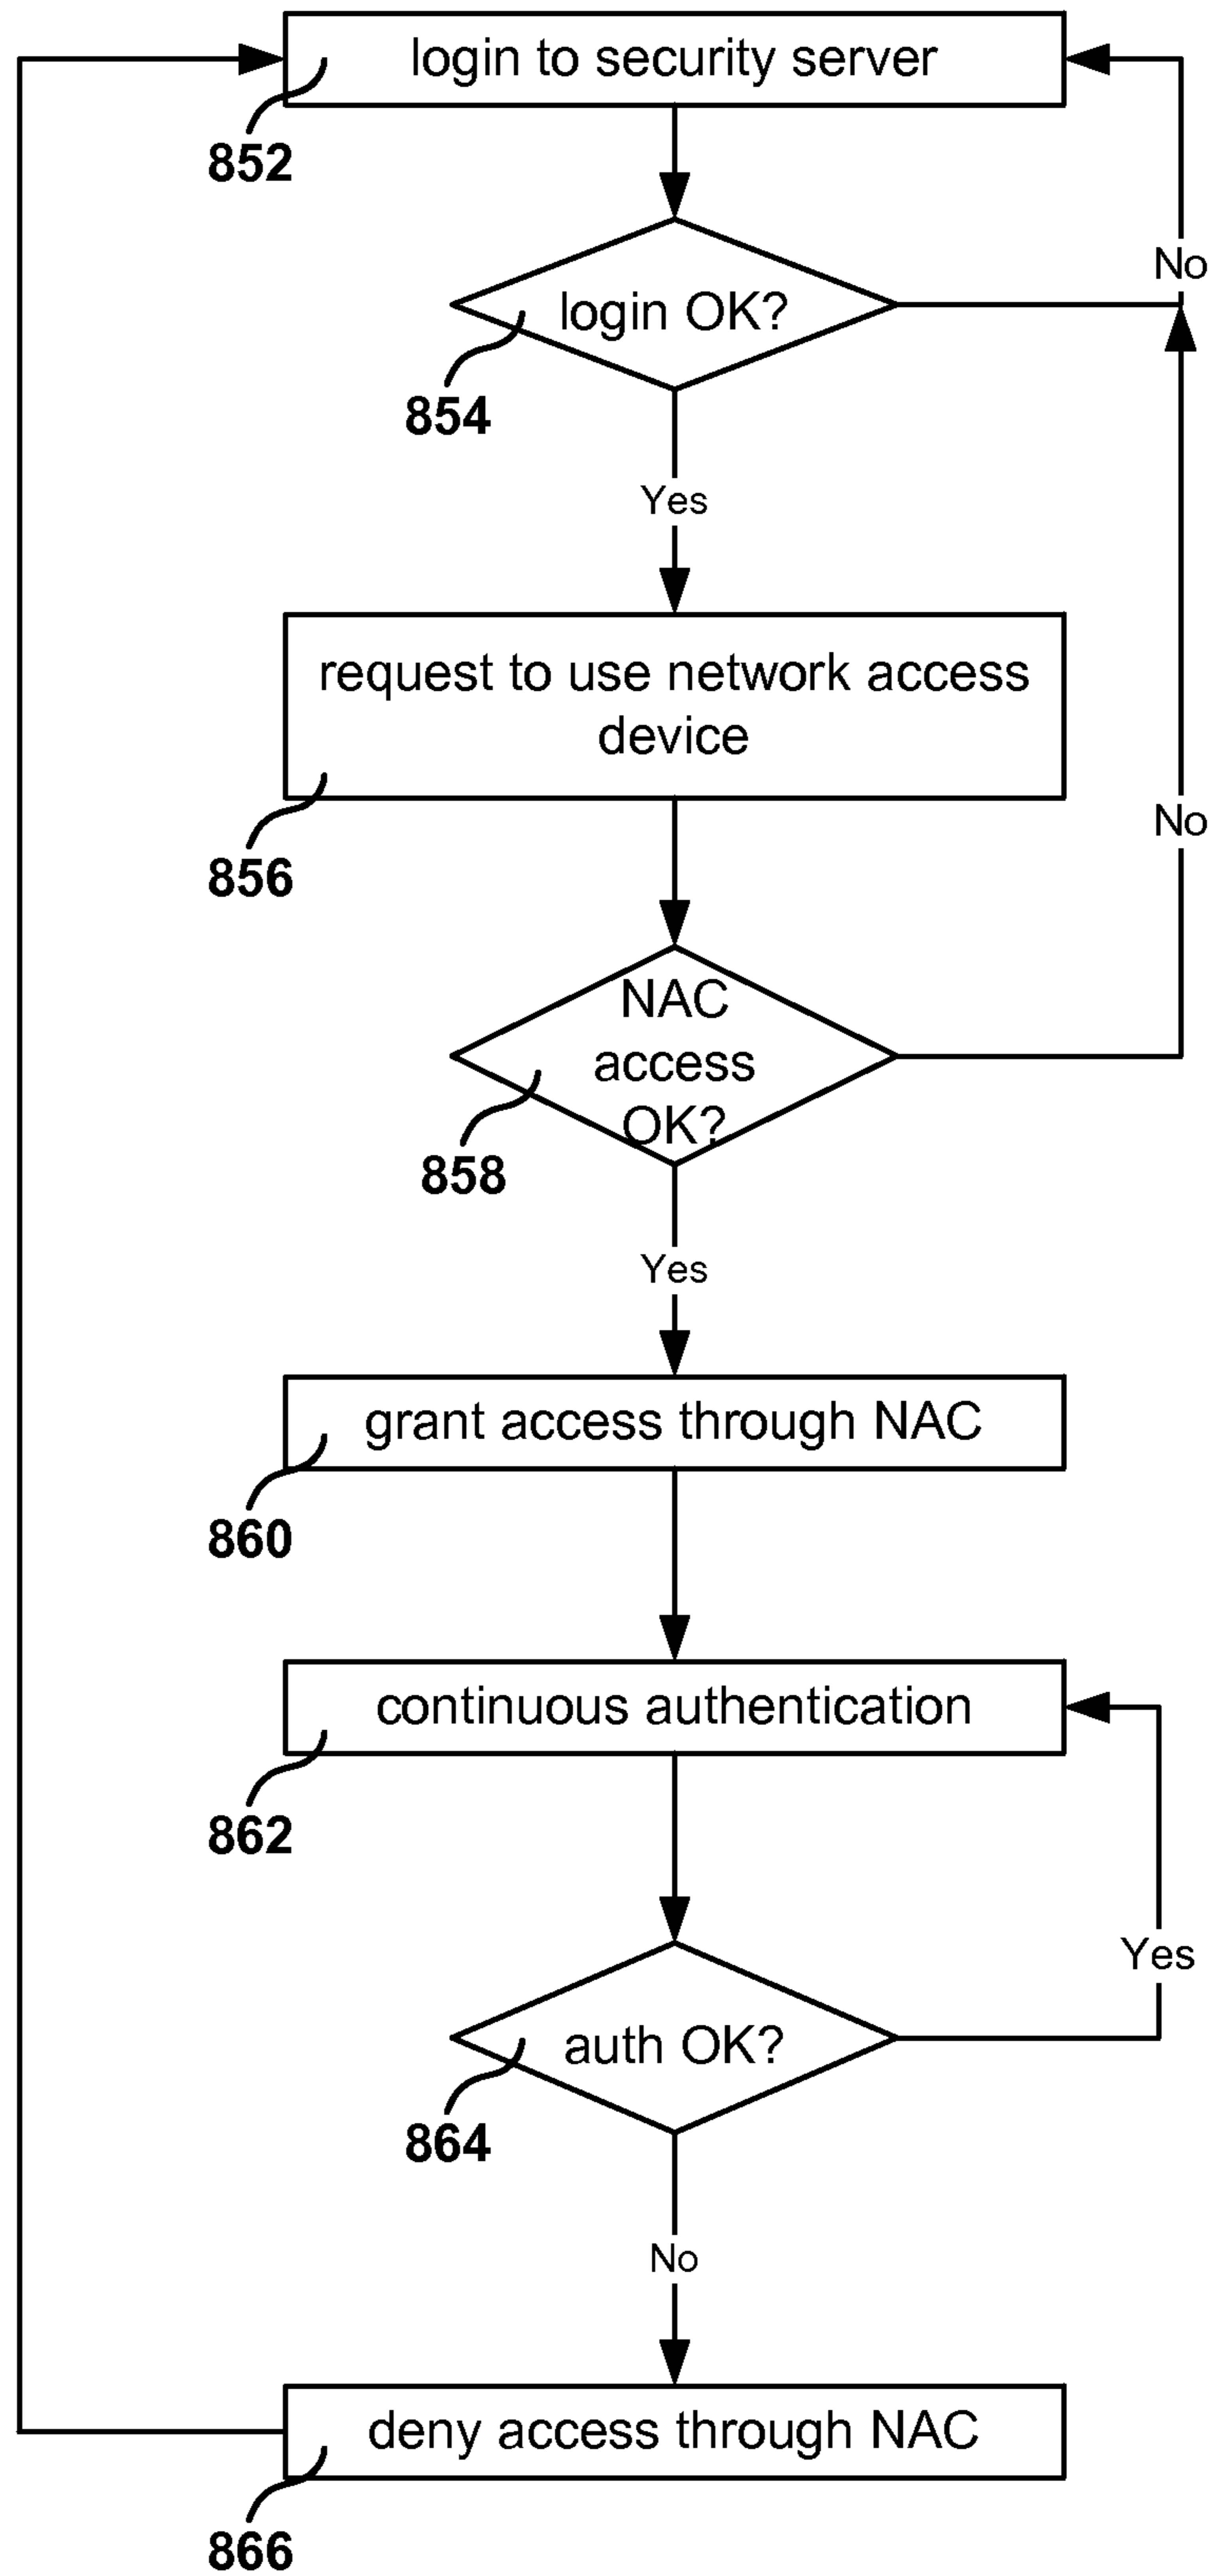 login to security server
852
No
login OK?
854
Yes
request to use network access
device
No
856
NAC
access
OK?
858
Yes
grant access through NAC
860
continuous authentication
862
Yes
auth OK?
864
No
deny access through NAC
866